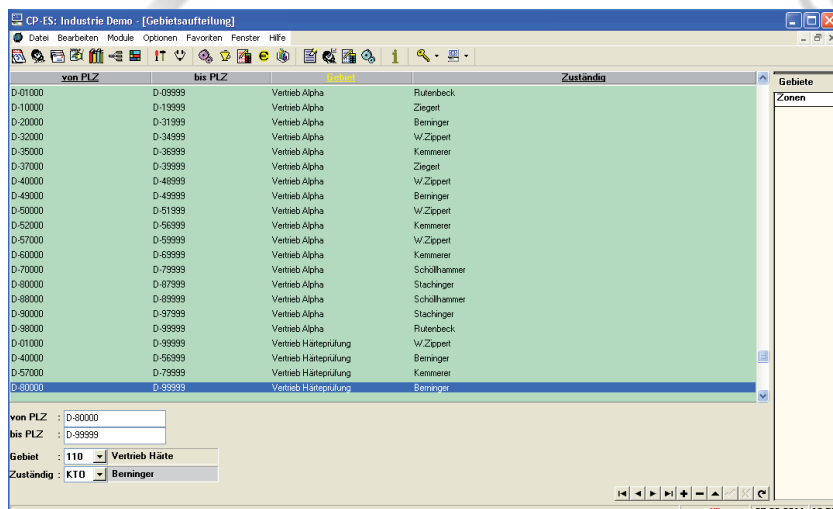 CP-ES: Industrie Demo - [Gebietsaufteilung]
Datei Bearbeiten Module Optionen Favoriten Fenster Hilfe
von PLZ bis PLZ Gebiet Zuständig Gebiete
Zonen
D-01000 D-09999 Vertrieb Alpha Rutenbeck
D-10000 D-19999 Vertrieb Alpha Ziegert
D-20000 D-31999 Vertrieb Alpha Berninger
D-32000 D-34999 Vertrieb Alpha W.Zippert
D-35000 D-36999 Vertrieb Alpha Kemmerer
D-37000 D-39999 Vertrieb Alpha Ziegert
D-40000 D-48999 Vertrieb Alpha W.Zippert
D-49000 D-49999 Vertrieb Alpha Berninger
D-50000 D-51999 Vertrieb Alpha W.Zippert
D-52000 D-56999 Vertrieb Alpha Kemmerer
D-57000 D-59999 Vertrieb Alpha W.Zippert
D-60000 D-69999 Vertrieb Alpha Kemmerer
D-70000 D-79999 Vertrieb Alpha Schöllhammer
D-80000 D-87999 Vertrieb Alpha Stachinger
D-88000 D-89999 Vertrieb Alpha Schöllhammer
D-90000 D-97999 Vertrieb Alpha Stachinger
D-98000 D-99999 Vertrieb Alpha Rutenbeck
D-01000 D-99999 Vertrieb Härteprüfung W.Zippert
D-40000 D-56999 Vertrieb Härteprüfung Berninger
D-57000 D-79999 Vertrieb Härteprüfung Kemmerer
D-80000 D-99999 Vertrieb Härteprüfung Berninger
von PLZ : D-80000
bis PLZ : D-99999
Gebiet : 110 Vertrieb Härte
Zuständig : KTO Berninger